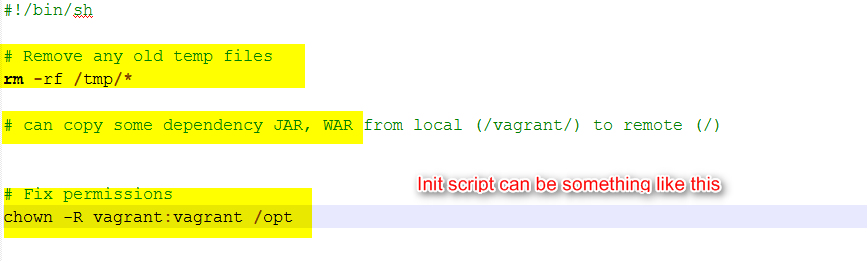 #!/bin/sh
# Remove any old temp files
rm -rf /tmp/*
# can copy some dependency JAR, WAR from local (/vagrant/) to remote (/)
# Fix permissions
Init script can be something like this
chown -R vagrant:vagrant /opt